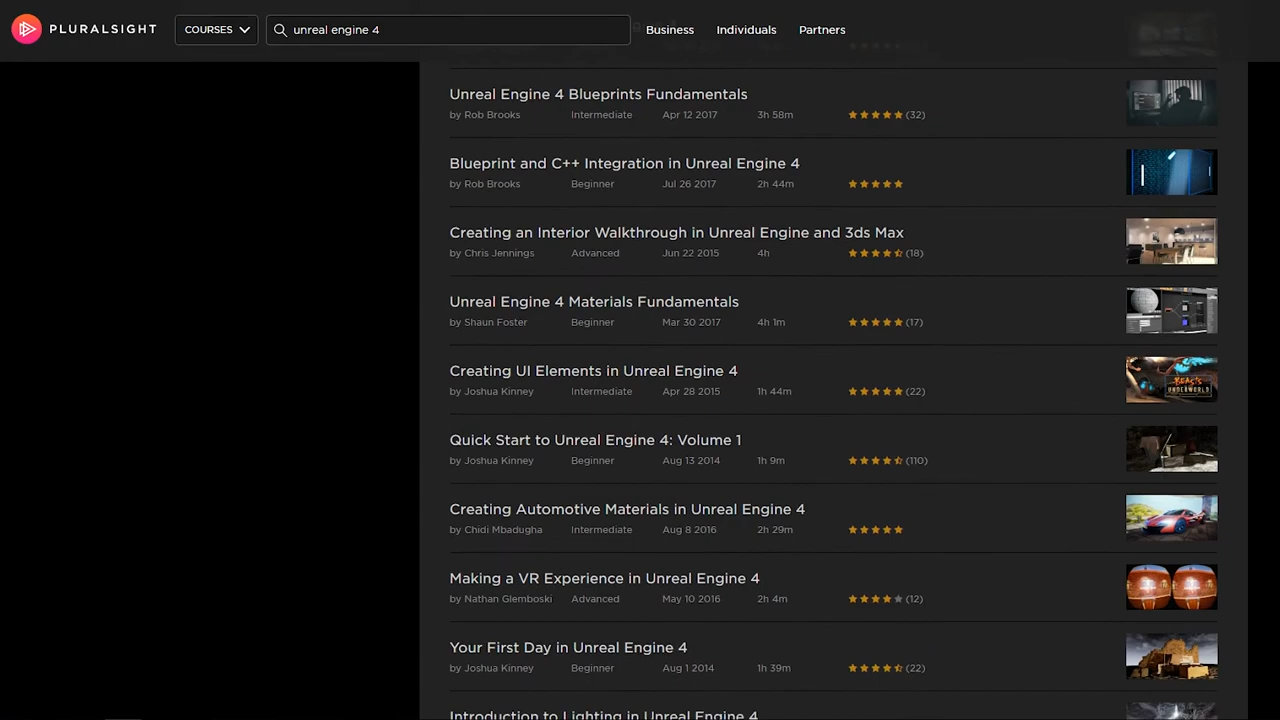 PLURALSIGHT COURSES unreal engine 4 Business Individuals Partners
Unreal Engine 4 Blueprints Fundamentals
by Rob Brooks Intermediate Apr 12 2017 3h 58m (32)
Blueprint and C++ Integration in Unreal Engine 4
by Rob Brooks Beginner Jul 26 2017 2h 44m
Creating an Interior Walkthrough in Unreal Engine and 3ds Max
by Chris Jennings Advanced Jun 22 2015 4h (18)
Unreal Engine 4 Materials Fundamentals
by Shaun Foster Beginner Mar 30 2017 4h 1m (17)
Creating UI Elements in Unreal Engine 4
by Joshua Kinney Intermediate Apr 28 2015 1h 44m (22)
BEASTS
UNDERWORLD
Quick Start to Unreal Engine 4: Volume 1
by Joshua Kinney Beginner Aug 13 2014 1h 9m (110)
Creating Automotive Materials in Unreal Engine 4
by Chidi Mbadugha Intermediate Aug 8 2016 2h 29m
Making a VR Experience in Unreal Engine 4
by Nathan Glemboski Advanced May 10 2016 2h 4m (12)
Your First Day in Unreal Engine 4
by Joshua Kinney Beginner Aug 1 2014 1h 39m (22)
Introduction to Lighting in Unreal Engine 4